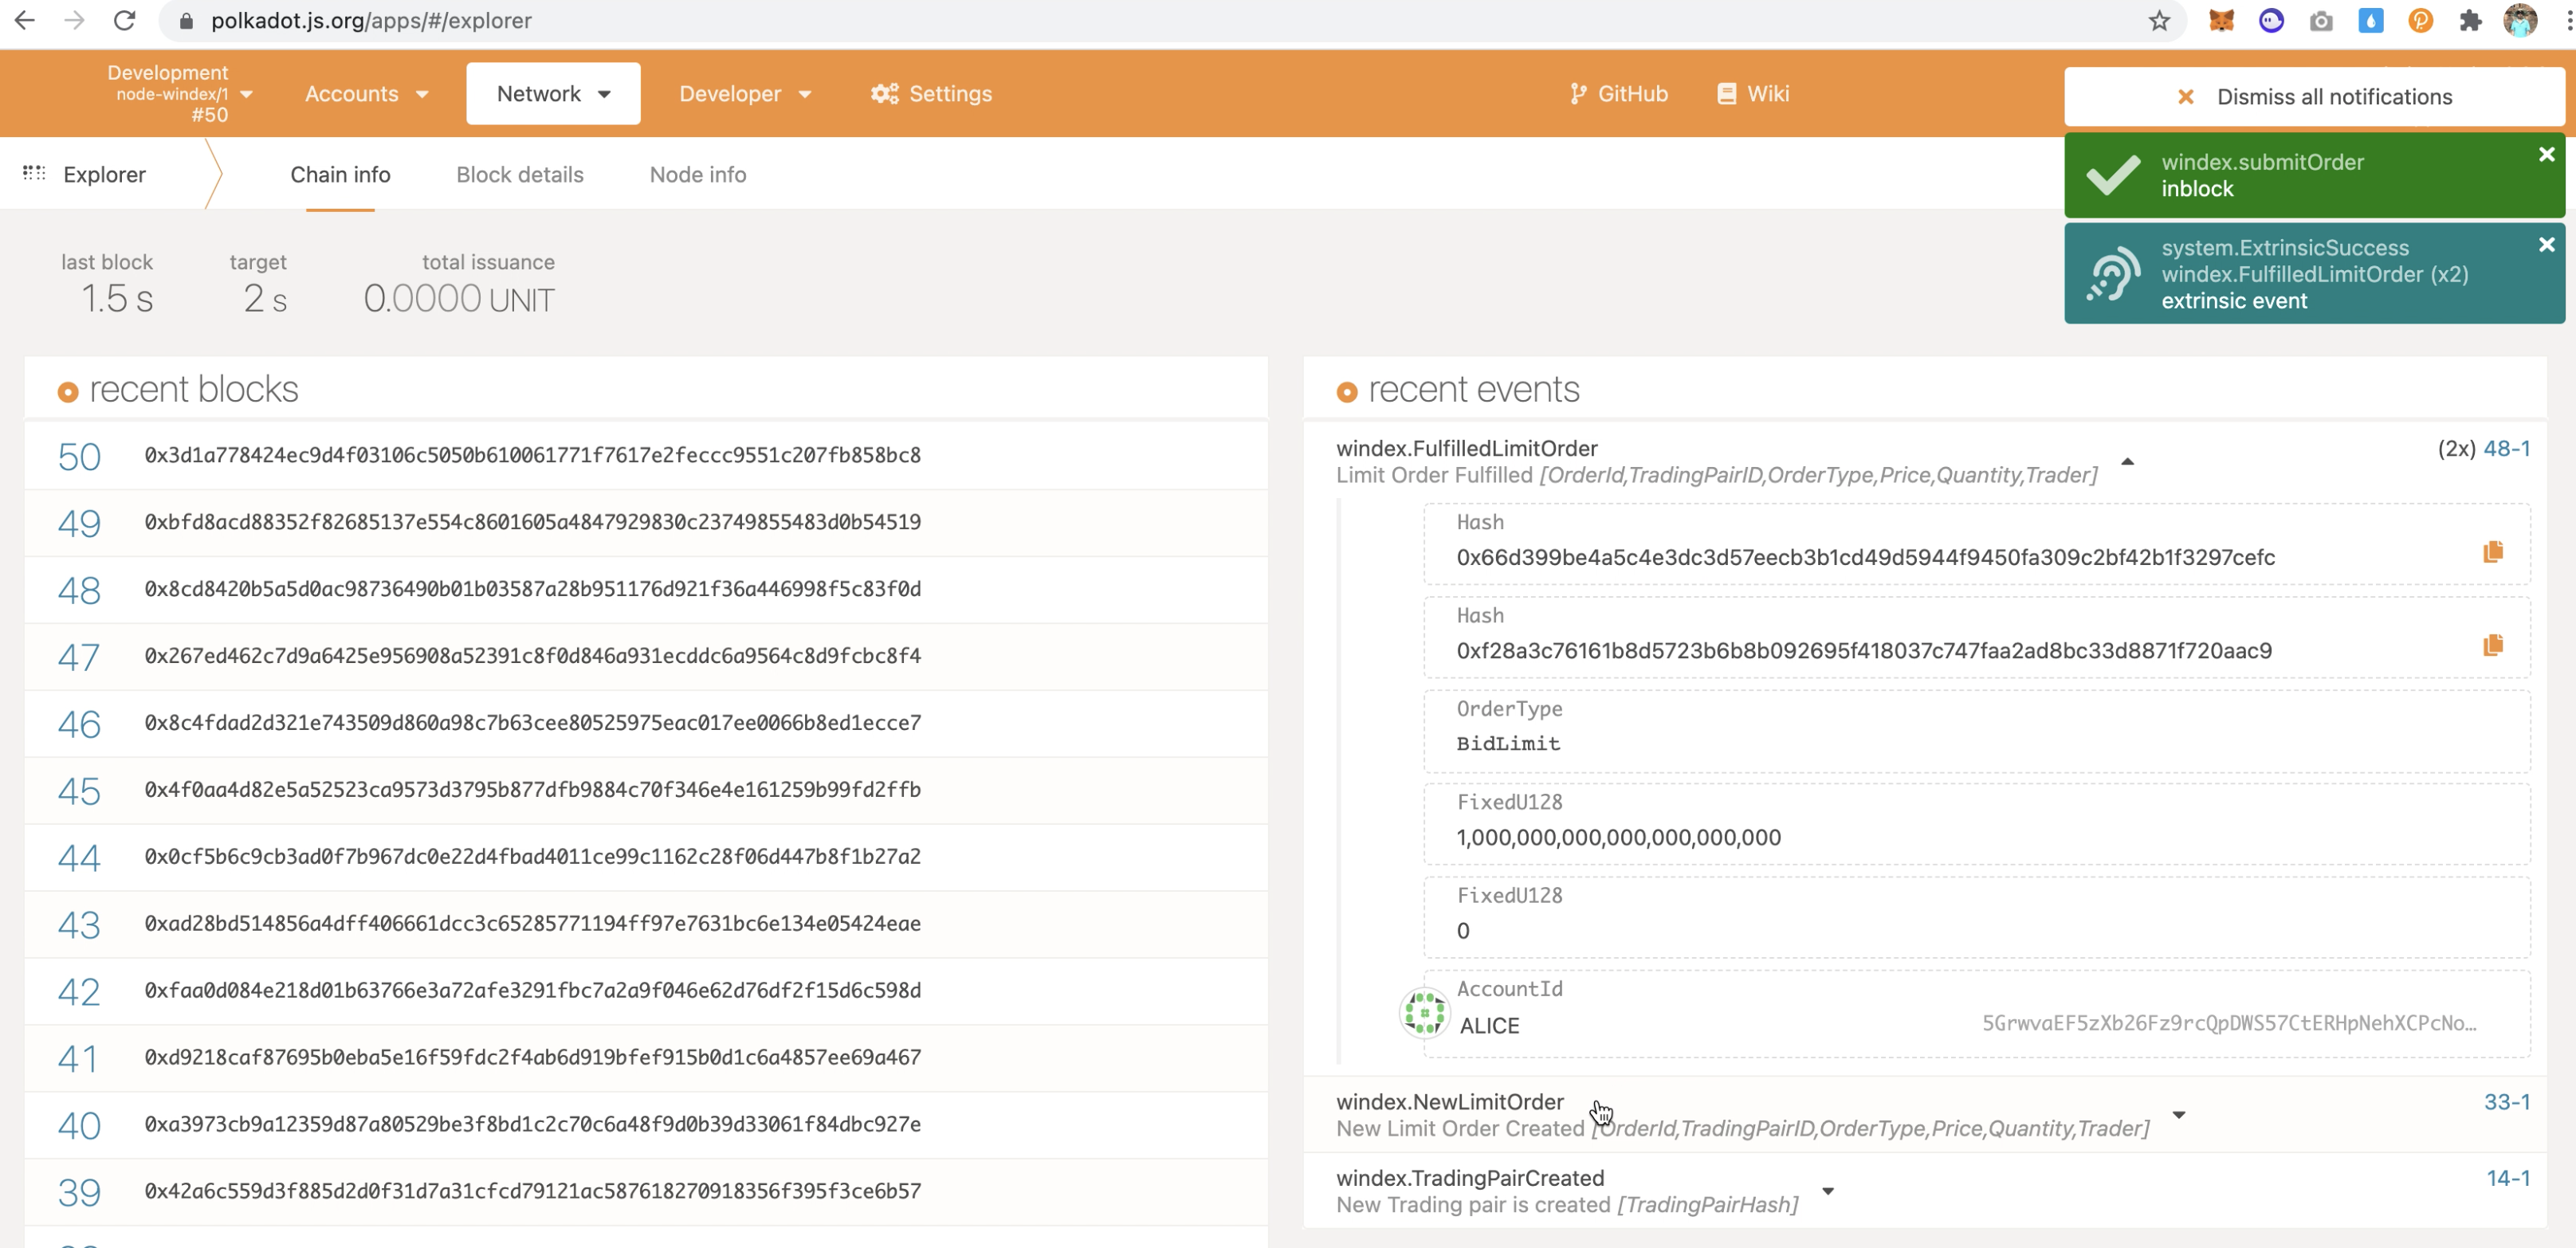 polkadot.js.org/apps/#/explorer
Development
node-windex/1
#50
Accounts
Network
Developer
Settings
GitHub
Wiki
Dismiss all notifications
windex.submitOrder
inblock
system.ExtrinsicSuccess
windex.FulfilledLimitOrder (x2)
extrinsic event
Explorer
Chain info
Block details
Node info
last block
1.5 s
target
2 s
total issuance
0.0000 UNIT
recent blocks
50 0x3d1a778424ec9d4f03106c5050b610061771f7617e2feccc9551c207fb858bc8
49 0xbfd8acd88352f82685137e554c8601605a4847929830c23749855483d0b54519
48 0x8cd8420b5a5d0ac98736490b01b03587a28b951176d921f36a446998f5c83f0d
47 0x267ed462c7d9a6425e956908a52391c8f0d846a931ecddc6a9564c8d9fcbc8f4
46 0x8c4fdad2d321e743509d860a98c7b63cee80525975eac017ee0066b8ed1ecce7
45 0x4f0aa4d82e5a52523ca9573d3795b877dfb9884c70f346e4e161259b99fd2ffb
44 0x0cf5b6c9cb3ad0f7b967dc0e22d4fbad4011ce99c1162c28f06d447b8f1b27a2
43 0xad28bd514856a4dff406661dcc3c65285771194ff97e7631bc6e134e05424eae
42 0xfaa0d084e218d01b63766e3a72afe3291fbc7a2a9f046e62d76df2f15d6c598d
41 0xd9218caf87695b0eba5e16f59fdc2f4ab6d919bfef915b0d1c6a4857ee69a467
40 0xa3973cb9a12359d87a80529be3f8bd1c2c70c6a48f9d0b39d33061f84dbc927e
39 0x42a6c559d3f885d2d0f31d7a31cfcd79121ac587618270918356f395f3ce6b57
recent events
windex.FulfilledLimitOrder (2x) 48-1
Limit Order Fulfilled [OrderId,TradingPairID,OrderType,Price,Quantity,Trader]
Hash
0x66d399be4a5c4e3dc3d57eecb3b1cd49d5944f9450fa309c2bf42b1f3297cefc
Hash
0xf28a3c76161b8d5723b6b8b092695f418037c747faa2ad8bc33d8871f720aac9
OrderType
BidLimit
FixedU128
1,000,000,000,000,000,000,000
FixedU128
0
AccountId
ALICE 5GrwvaEF5zXb26Fz9rcQpDWS57CtERHpNehXCPcNo...
windex.NewLimitOrder 33-1
New Limit Order Created [OrderId,TradingPairID,OrderType,Price,Quantity,Trader]
windex.TradingPairCreated 14-1
New Trading pair is created [TradingPairHash]